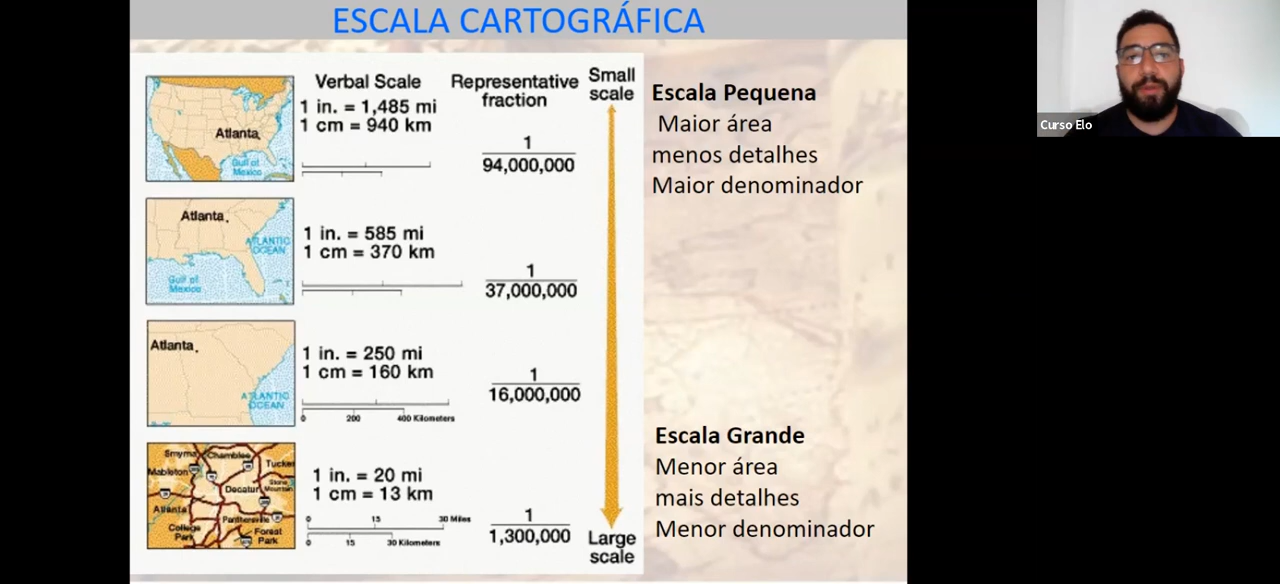 ESCALA CARTOGRÁFICA
Verbal Scale
Representative
fraction
Small
scale
1 in. = 1,485 mi
1 cm = 940 km
1
94,000,000
Atlanta
Gulf of
Mexico
Escala Pequena
Maior área
menos detalhes
Maior denominador
Atlanta
ATLANTIC
OCEAN
Gulf of
Mexico
1 in. = 585 mi
1 cm = 370 km
1
37,000,000
Atlanta
ATLANTIC
OCEAN
1 in. = 250 mi
1 cm = 160 km
0 200 400 Kilometers
1
16,000,000
Smyrna Chamblee
Tucker
Mableton
Stone
Mountain
Decatur
Atlanta
Panthersville
College
Park
Forest
Park
1 in. = 20 mi
1 cm = 13 km
0 15 30 Miles
0 15 30 Kilometers
1
1,300,000
Large
scale
Escala Grande
Menor área
mais detalhes
Menor denominador
Curso Elo